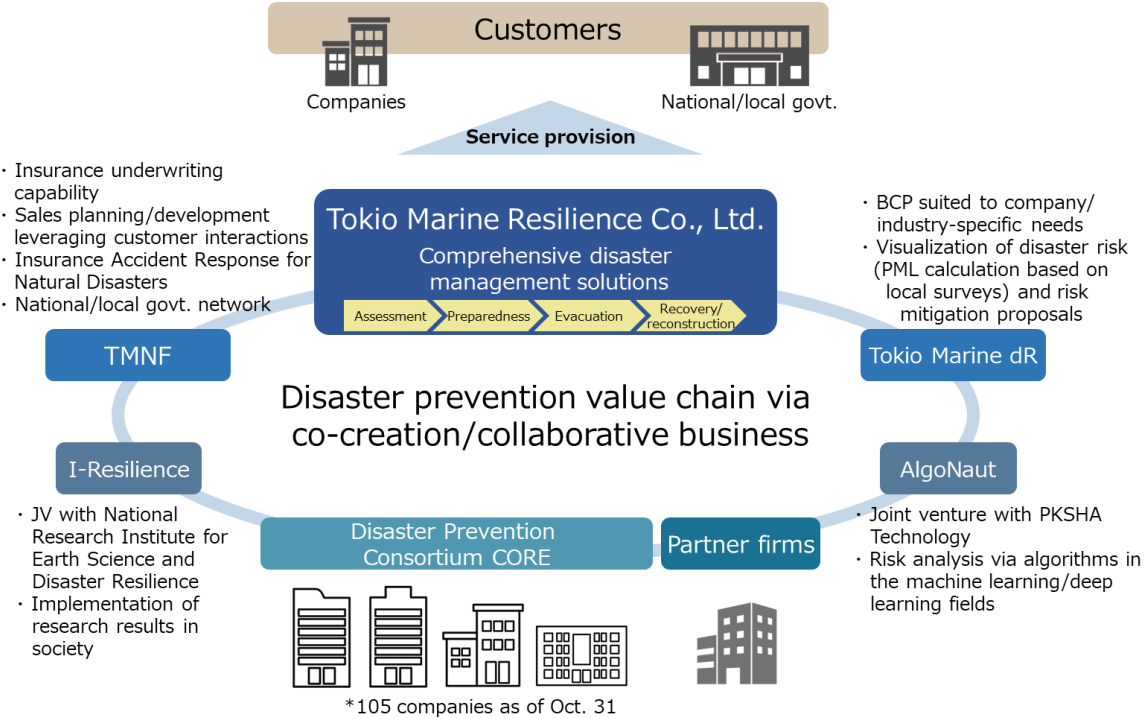 Customers
Companies
National/local govt.
Service provision
・Insurance underwriting
capability
・Sales planning/development
leveraging customer interactions
・Insurance Accident Response for
Natural Disasters
・National/local govt. network
Tokio Marine Resilience Co., Ltd.
Comprehensive disaster
management solutions
Assessment
Preparedness
Evacuation
Recovery/
reconstruction
・BCP suited to company/
industry-specific needs
・Visualization of disaster risk
(PML calculation based on
local surveys) and risk
mitigation proposals
TMNF
Tokio Marine dR
Disaster prevention value chain via
co-creation/collaborative business
I-Resilience
・JV with National
Research Institute for
Earth Science and
Disaster Resilience
・Implementation of
research results in
society
AlgoNaut
・Joint venture with PKSHA
Technology
・Risk analysis via algorithms in
the machine learning/deep
learning fields
Disaster Prevention
Consortium CORE
Partner firms
*105 companies as of Oct. 31